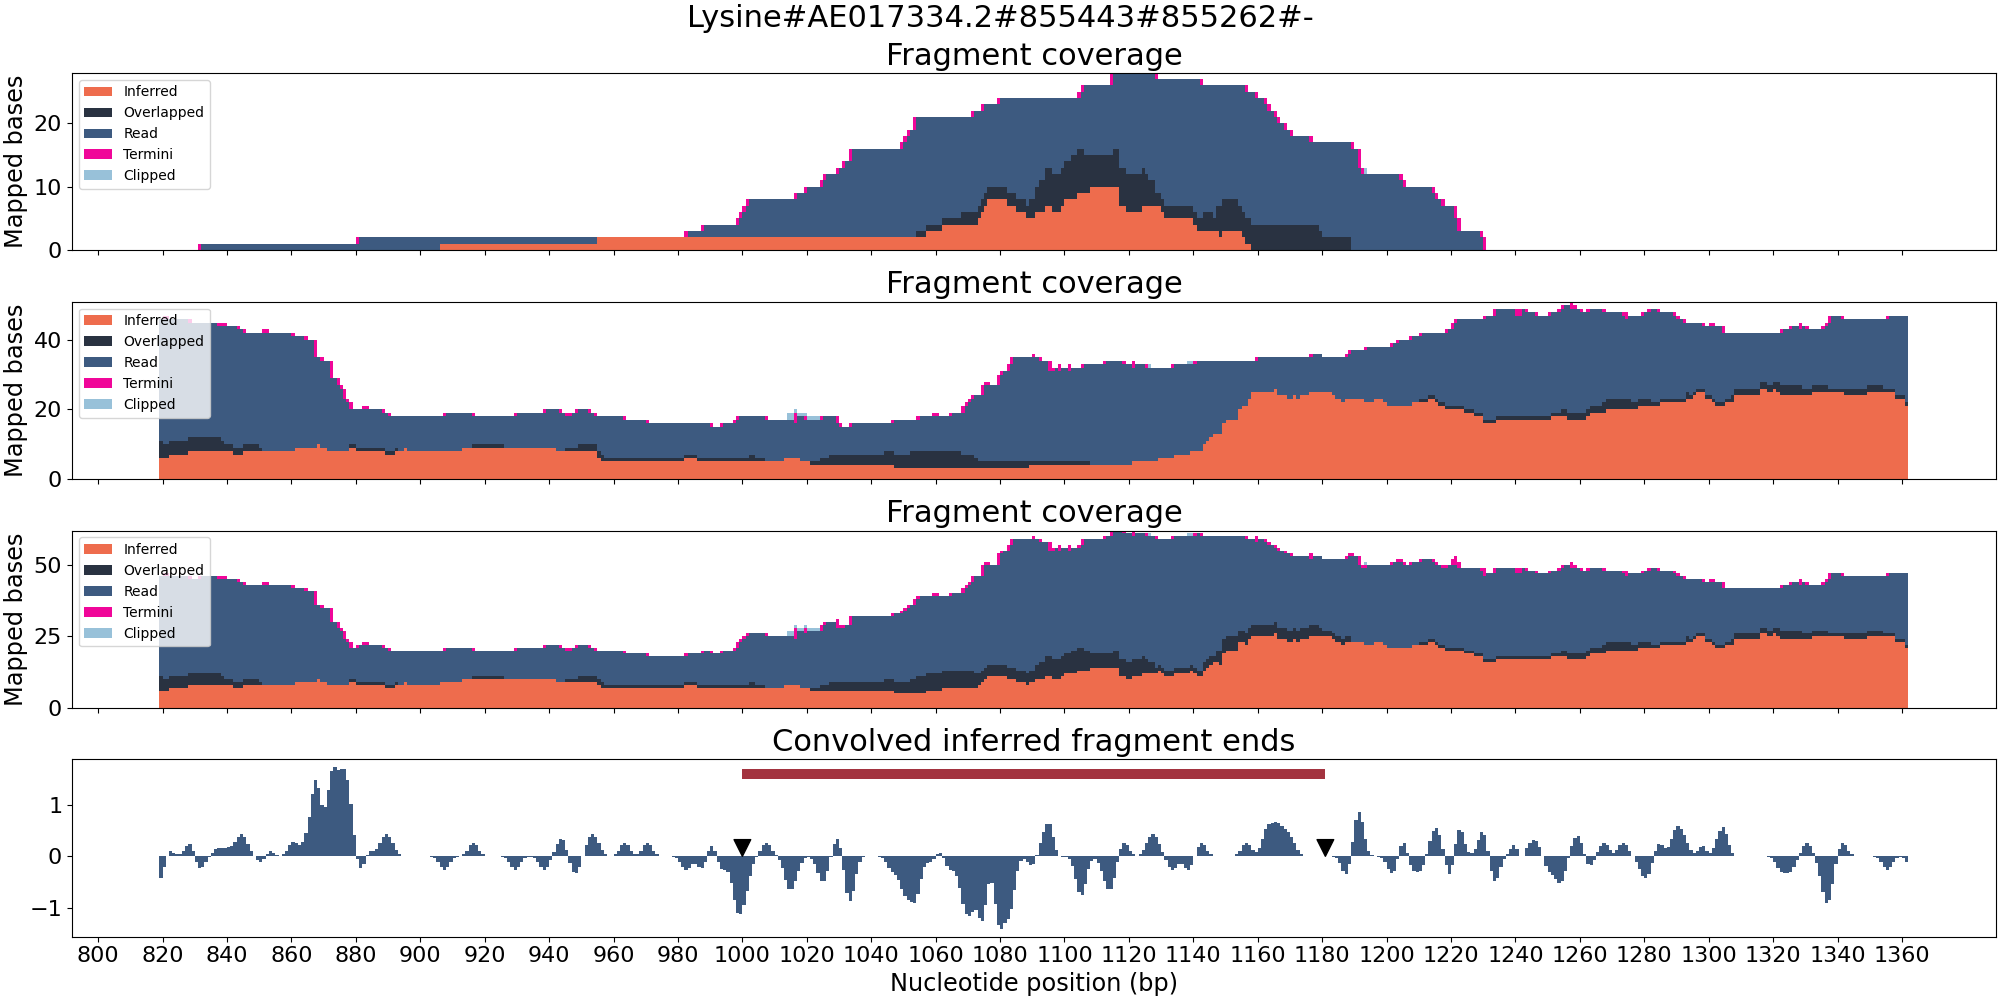 Lysine#AE017334.2#855443#855262#-
Fragment coverage
Mapped bases
20
10
0
Inferred
Overlapped
Read
Termini
Clipped
Fragment coverage
Mapped bases
40
20
0
Inferred
Overlapped
Read
Termini
Clipped
Fragment coverage
Mapped bases
50
25
0
Inferred
Overlapped
Read
Termini
Clipped
Convolved inferred fragment ends
1
0
−1
800 820 840 860 880 900 920 940 960 980 1000 1020 1040 1060 1080 1100 1120 1140 1160 1180 1200 1220 1240 1260 1280 1300 1320 1340 1360
Nucleotide position (bp)